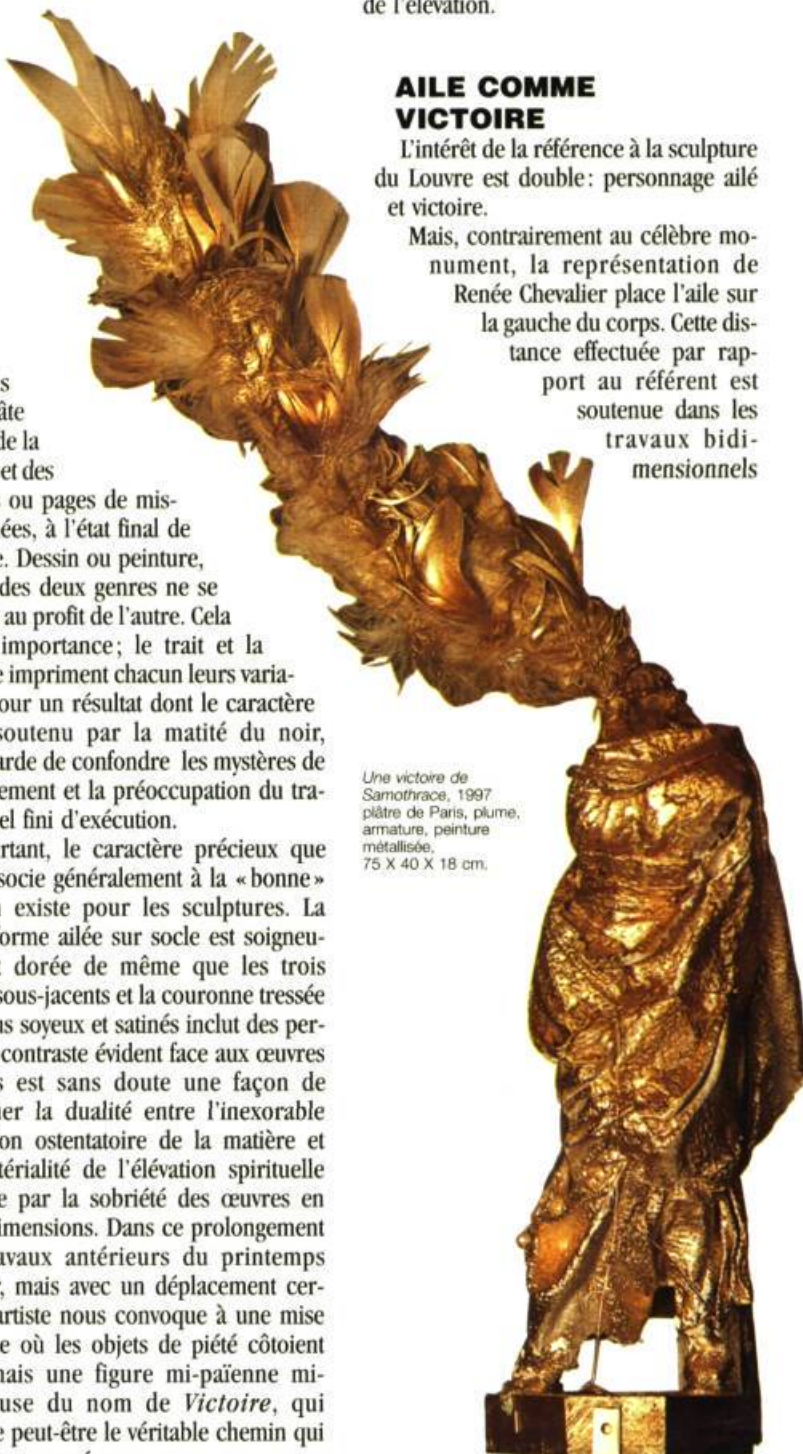 s
âte
de la
et des
ou pages de mis-
ées, à l'état final de
e. Dessin ou peinture,
des deux genres ne se
au profit de l'autre. Cela
importance ; le trait et la
e impriment chacun leurs varia-
our un résultat dont le caractère
soutenu par la matité du noir,
arde de confondre les mystères de
ement et la préoccupation du tra-
el fini d'exécution.
rtant, le caractère précieux que
socie généralement à la « bonne »
existe pour les sculptures. La
orme ailée sur socle est soigneu-
dorée de même que les trois
sous-jacents et la couronne tressée
us soyeux et satinés inclut des per-
contraste évident face aux œuvres
s est sans doute une façon de
uer la dualité entre l'inexorable
on ostentatoire de la matière et
térialité de l'élévation spirituelle
e par la sobriété des œuvres en
imensions. Dans ce prolongement
avaux antérieurs du printemps
, mais avec un déplacement cer-
artiste nous convoque à une mise
e où les objets de piété côtoient
mais une figure mi-païenne mi-
use du nom de Victoire, qui
e peut-être le véritable chemin qui
de l'élévation.
AILE COMME
VICTOIRE
L'intérêt de la référence à la sculpture
du Louvre est double : personnage ailé
et victoire.
Mais, contrairement au célèbre mo-
nument, la représentation de
Renée Chevalier place l'aile sur
la gauche du corps. Cette dis-
tance effectuée par rap-
port au référent est
soutenue dans les
travaux bidi-
mensionnels
Une victoire de
Samothrace, 1997
plâtre de Paris, plume,
armature, peinture
métallisée,
75 X 40 X 18 cm.